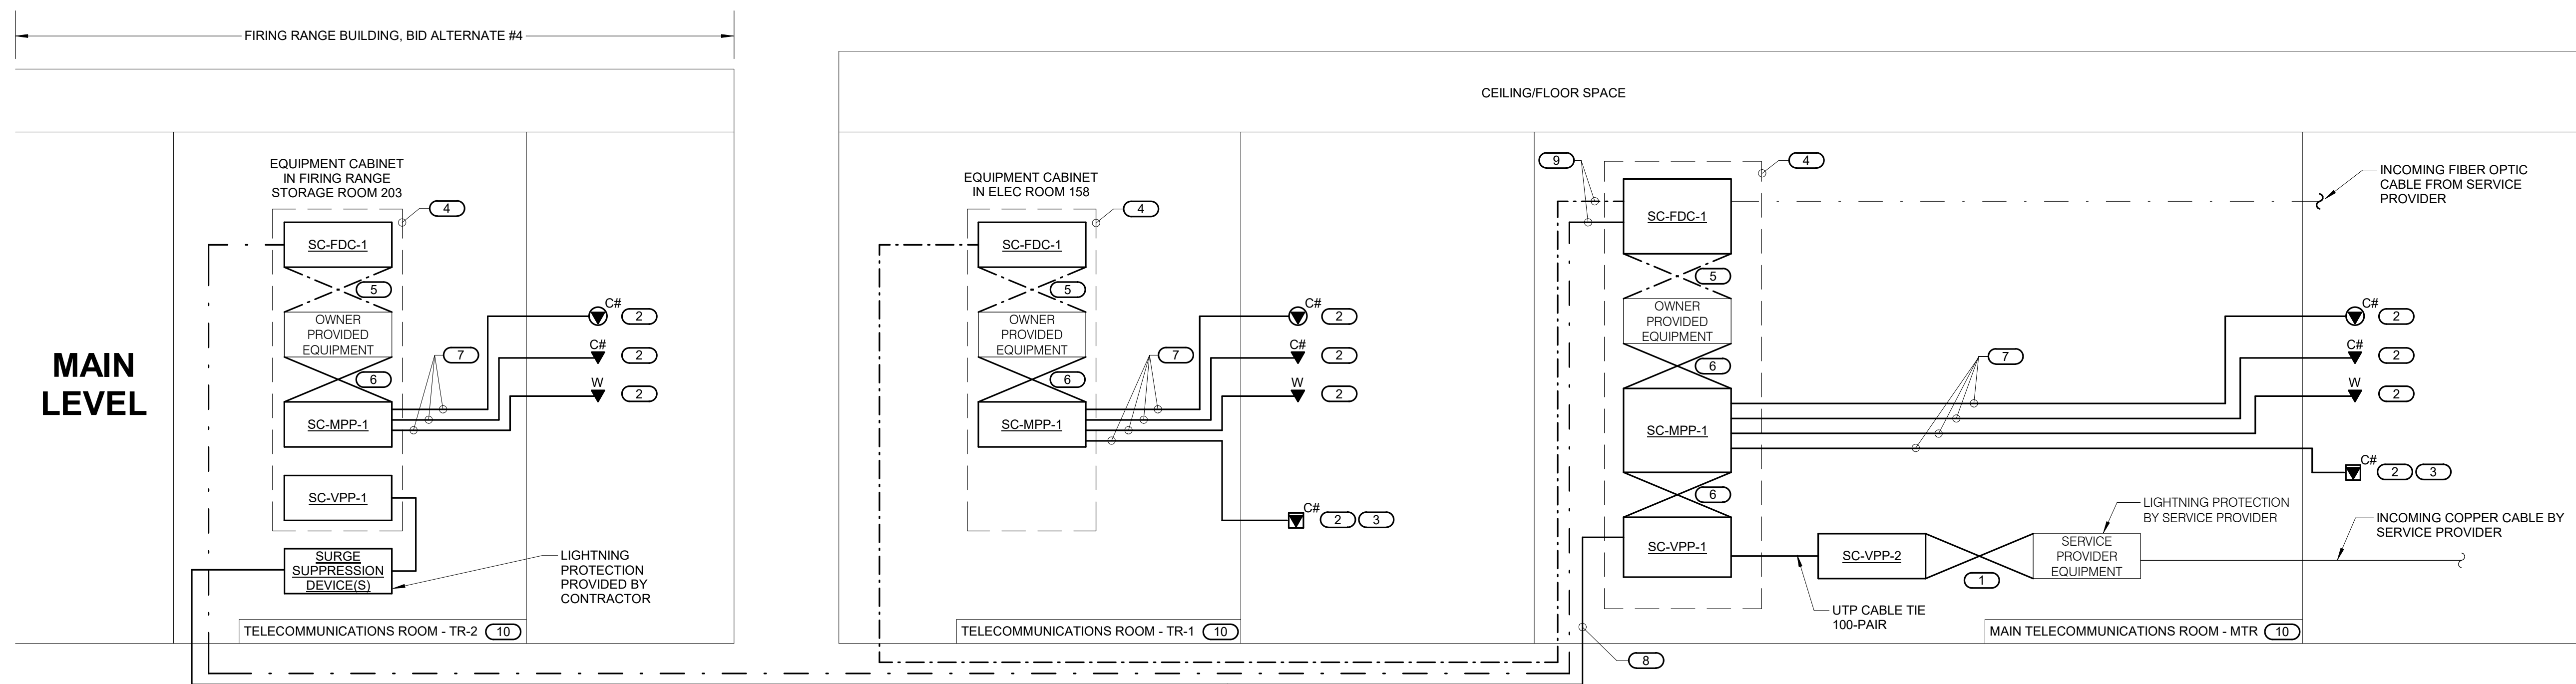 FIRING RANGE BUILDING, BID ALTERNATE #4
CEILING/FLOOR SPACE
MAIN
LEVEL
EQUIPMENT CABINET
IN FIRING RANGE
STORAGE ROOM 203
4
SC-FDC-1
5
OWNER
PROVIDED
EQUIPMENT
6
SC-MPP-1
7
C#
2
C#
2
W
2
SC-VPP-1
SURGE
SUPPRESSION
DEVICE(S)
LIGHTNING
PROTECTION
PROVIDED BY
CONTRACTOR
TELECOMMUNICATIONS ROOM - TR-2 10
EQUIPMENT CABINET
IN ELEC ROOM 158
4
SC-FDC-1
5
OWNER
PROVIDED
EQUIPMENT
6
SC-MPP-1
7
C#
2
C#
2
W
2
C#
2 3
TELECOMMUNICATIONS ROOM - TR-1 10
9
4
SC-FDC-1
5
OWNER
PROVIDED
EQUIPMENT
6
SC-MPP-1
6
SC-VPP-1
7
INCOMING FIBER OPTIC
CABLE FROM SERVICE
PROVIDER
C#
2
C#
2
W
2
C#
2 3
LIGHTNING PROTECTION
BY SERVICE PROVIDER
INCOMING COPPER CABLE BY
SERVICE PROVIDER
SC-VPP-2
1
SERVICE
PROVIDER
EQUIPMENT
UTP CABLE TIE
100-PAIR
MAIN TELECOMMUNICATIONS ROOM - MTR 10
8